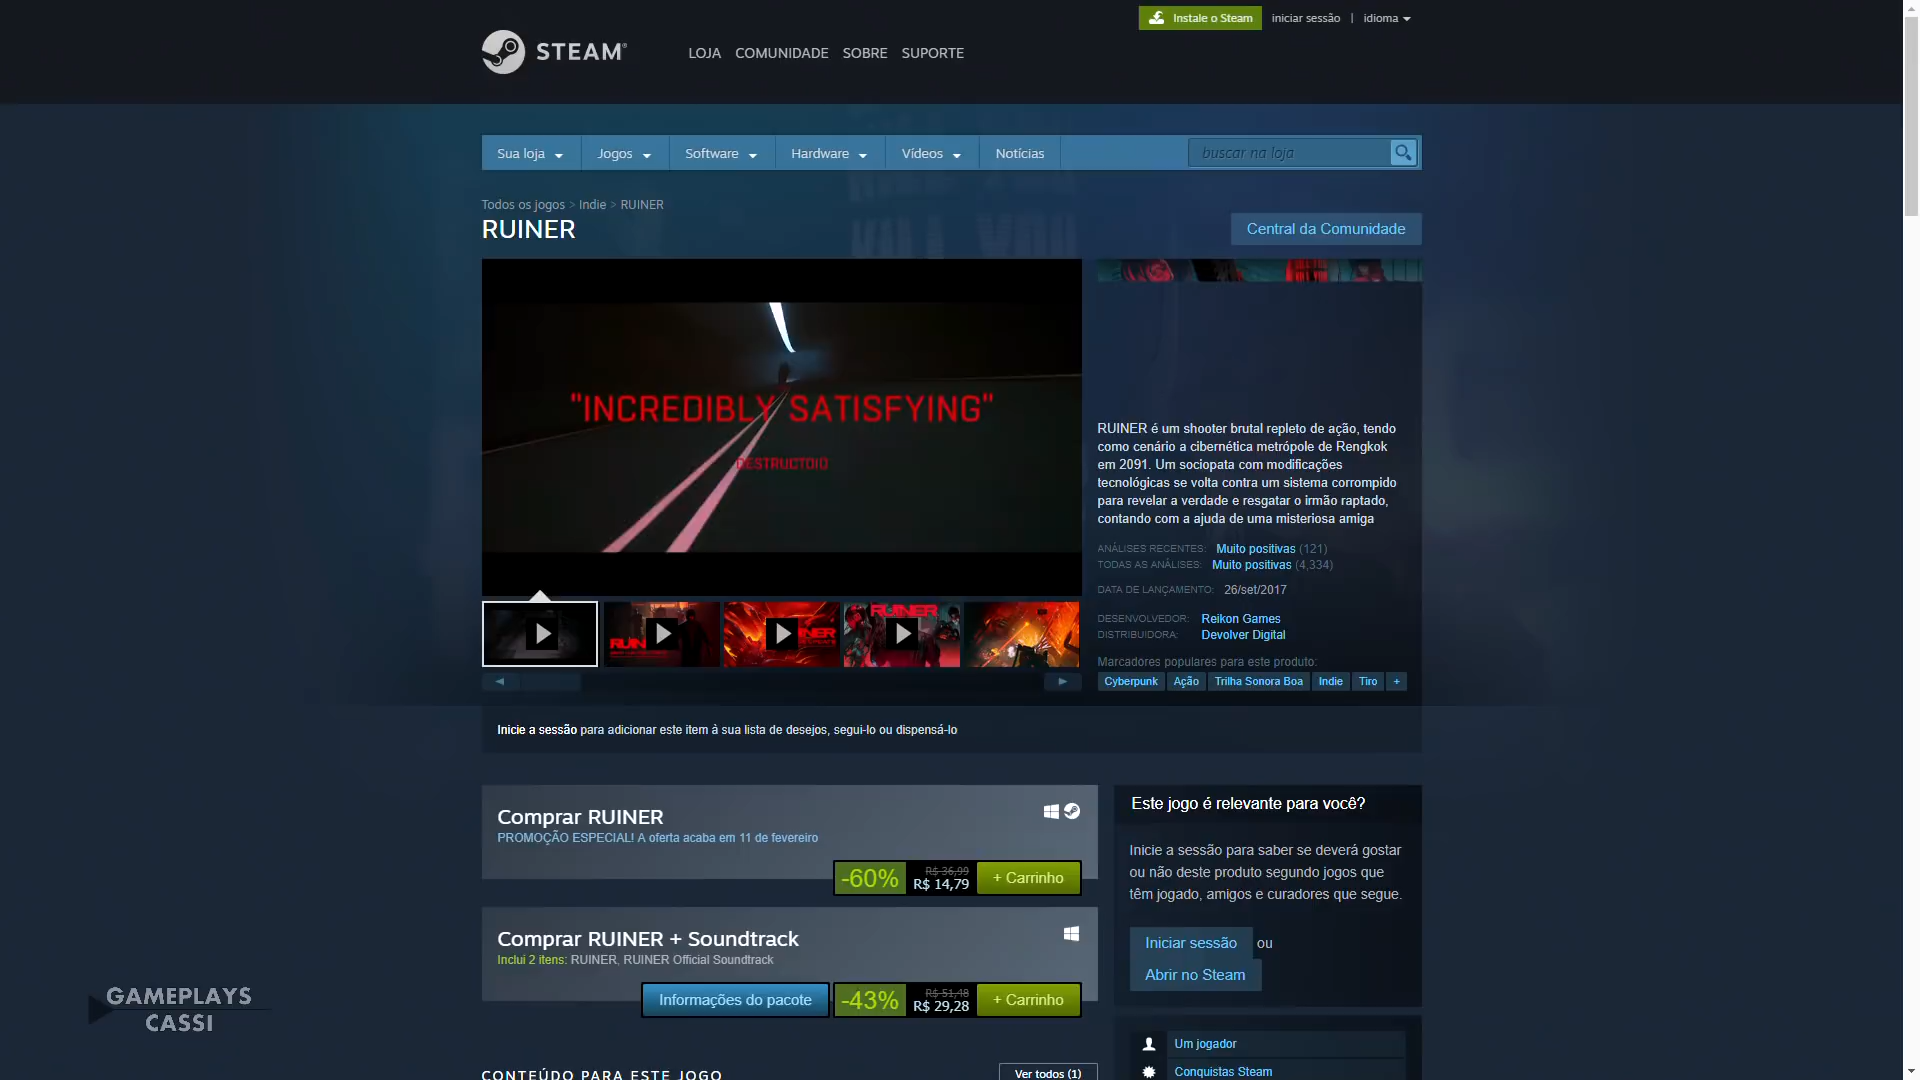 Instale o Steam iniciar sessão | idioma
STEAM® LOJA COMUNIDADE SOBRE SUPORTE
Sua loja Jogos Software Hardware Vídeos Notícias buscar na loja
Todos os jogos > Indie > RUINER
RUINER
Central da Comunidade
KILL YOU
"INCREDIBLY SATISFYING"
DESTRUCTOID
RUINER é um shooter brutal repleto de ação, tendo
como cenário a cibernética metrópole de Rengkok
em 2091. Um sociopata com modificações
tecnológicas se volta contra um sistema corrompido
para revelar a verdade e resgatar o irmão raptado,
contando com a ajuda de uma misteriosa amiga
ANÁLISES RECENTES: Muito positivas (121)
TODAS AS ANÁLISES: Muito positivas (4,334)
DATA DE LANÇAMENTO: 26/set/2017
DESENVOLVEDOR: Reikon Games
DISTRIBUIDORA: Devolver Digital
Marcadores populares para este produto:
Cyberpunk Ação Trilha Sonora Boa Indie Tiro +
RUINER
Inicie a sessão para adicionar este item à sua lista de desejos, segui-lo ou dispensá-lo
Comprar RUINER
PROMOÇÃO ESPECIAL! A oferta acaba em 11 de fevereiro
-60% R$ 36,99 R$ 14,79 + Carrinho
Comprar RUINER + Soundtrack
Inclui 2 itens: RUINER, RUINER Official Soundtrack
Informações do pacote -43% R$ 51,48 R$ 29,28 + Carrinho
CONTEÚDO PARA ESTE JOGO Ver todos (1)
Este jogo é relevante para você?
Inicie a sessão para saber se deverá gostar
ou não deste produto segundo jogos que
têm jogado, amigos e curadores que segue.
Iniciar sessão ou
Abrir no Steam
Um jogador
Conquistas Steam
GAMEPLAYS
CASSI